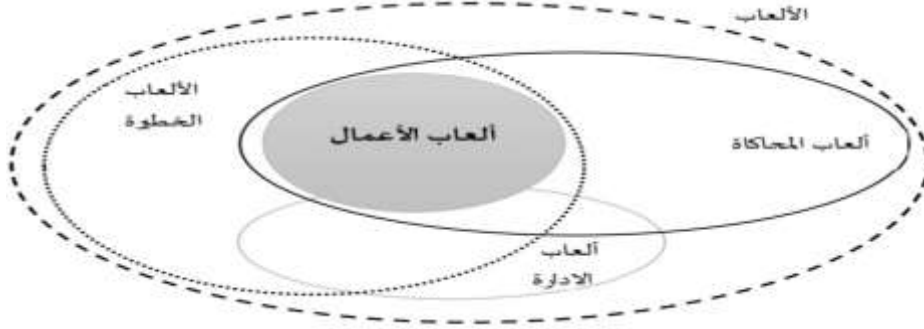 الألعاب
الألعاب
الخطوة
ألعاب الأعمال
ألعاب المحاكاة
ألعاب
الادارة